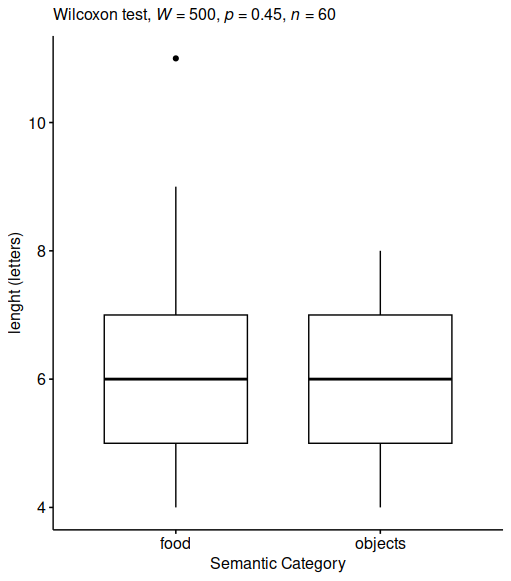 Wilcoxon test, W = 500, p = 0.45, n = 60
lenght (letters)
10
8
6
4
food objects
Semantic Category